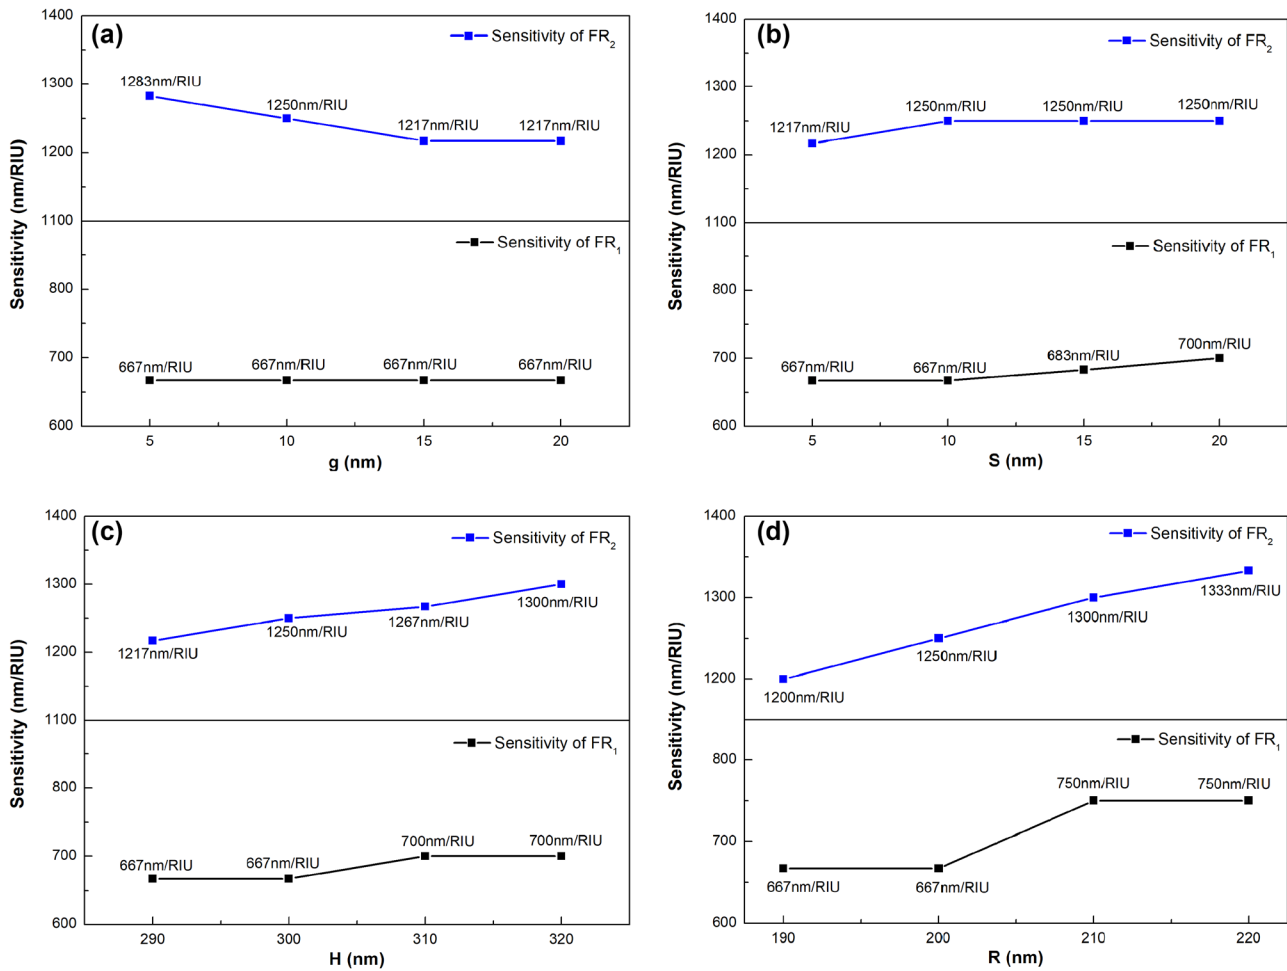 (a)
Sensitivity of FR₂
1283nm/RIU
1250nm/RIU
1217nm/RIU
1217nm/RIU
Sensitivity of FR₁
667nm/RIU
667nm/RIU
667nm/RIU
667nm/RIU
1400
1300
1200
1100
800
700
600
5
10
15
20
g (nm)
Sensitivity (nm/RIU)
(b)
Sensitivity of FR₂
1217nm/RIU
1250nm/RIU
1250nm/RIU
1250nm/RIU
Sensitivity of FR₁
667nm/RIU
667nm/RIU
683nm/RIU
700nm/RIU
1400
1300
1200
1100
800
700
600
5
10
15
20
S (nm)
Sensitivity (nm/RIU)
(c)
Sensitivity of FR₂
1217nm/RIU
1250nm/RIU
1267nm/RIU
1300nm/RIU
Sensitivity of FR₁
667nm/RIU
667nm/RIU
700nm/RIU
700nm/RIU
1400
1300
1200
1100
800
700
600
290
300
310
320
H (nm)
Sensitivity (nm/RIU)
(d)
Sensitivity of FR₂
1200nm/RIU
1250nm/RIU
1300nm/RIU
1333nm/RIU
Sensitivity of FR₁
667nm/RIU
667nm/RIU
750nm/RIU
750nm/RIU
1400
1300
1200
800
700
600
190
200
210
220
R (nm)
Sensitivity (nm/RIU)